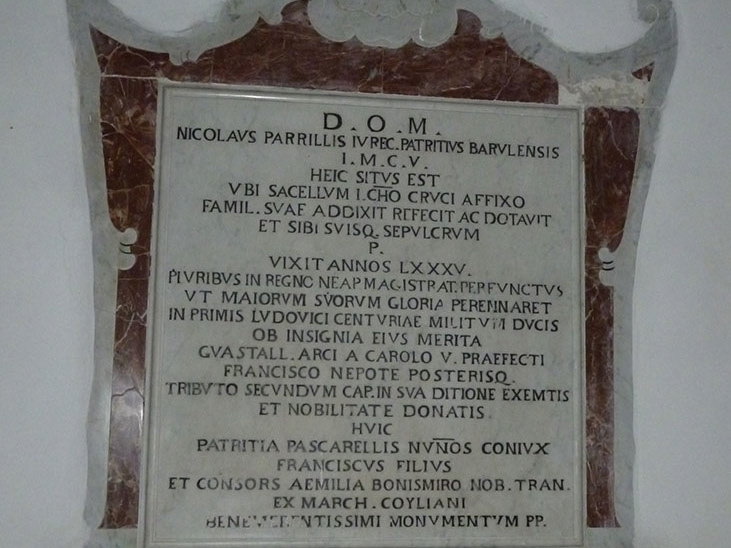 D.O.M.
NICOLAVS PARRILLIS IVREC.PATRITIVS BARVLENSIS
I.M.C.V.
HEIC SITVS EST
VBI SACELLVM I.CH̅O CRVCI AFFIXO
FAMIL.SVAE ADDIXIT REFECIT AC DOTAVIT
ET SIBI SVISQ.SEPVLCRVM
P.
VIXIT ANNOS LXXXV.
PLVRIBVS IN REGNO NEAP MAGISTRAT.PERFVNCTVS
VT MAIORVM SVORVM GLORIA PERENNARET
IN PRIMIS LVDOVICI CENTVRIAE MILITVM DVCIS
OB INSIGNIA EIVS MERITA
GVASTALL.ARCI A CAROLO V.PRAEFECTI
FRANCISCO NEPOTE POSTERISQ.
TRIBVTO SECVNDVM CAP.IN SVA DITIONE EXEMTIS
ET NOBILITATE DONATIS.
HVIC
PATRITIA PASCARELLIS NVN̅OS CONIVX
FRANCISCVS FILIVS
ET CONSORS AEMILIA BONISMIRO NOB.TRAN.
EX MARCH.COYLIANI
BENEMERENTISSIMI MONVMENTVM PP.